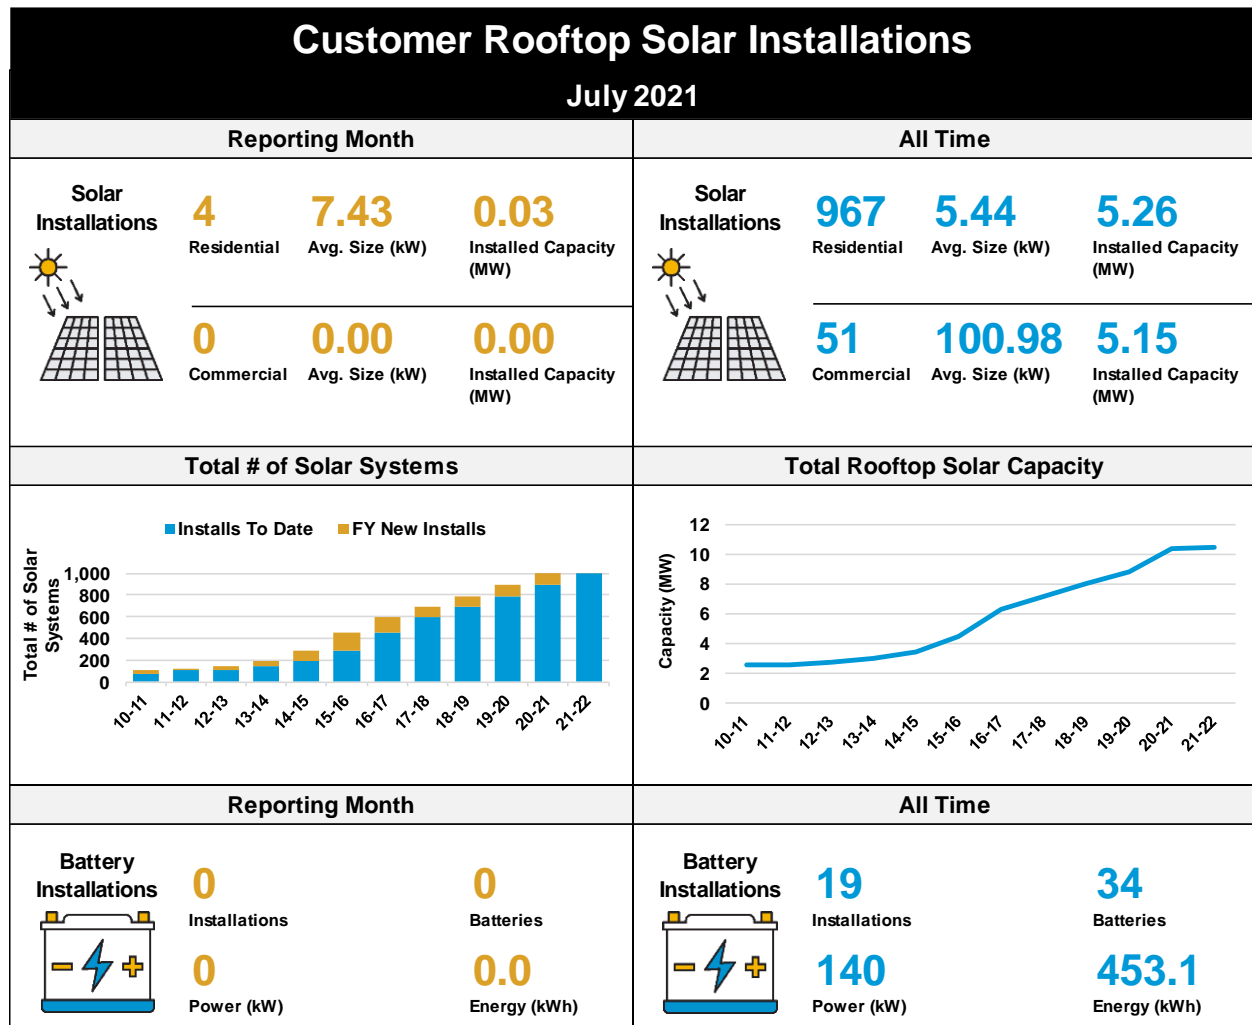 Customer Rooftop Solar Installations
July 2021
Reporting Month
Solar
Installations
4
Residential
7.43
Avg. Size (kW)
0.03
Installed Capacity
(MW)
0
Commercial
0.00
Avg. Size (kW)
0.00
Installed Capacity
(MW)
All Time
Solar
Installations
967
Residential
5.44
Avg. Size (kW)
5.26
Installed Capacity
(MW)
51
Commercial
100.98
Avg. Size (kW)
5.15
Installed Capacity
(MW)
Total # of Solar Systems
Installs To Date
FY New Installs
Total # of Solar
Systems
1,000
800
600
400
200
0
10-11
11-12
12-13
13-14
14-15
15-16
16-17
17-18
18-19
19-20
20-21
21-22
Total Rooftop Solar Capacity
Capacity (MW)
12
10
8
6
4
2
0
10-11
11-12
12-13
13-14
14-15
15-16
16-17
17-18
18-19
19-20
20-21
21-22
Reporting Month
Battery
Installations
0
Installations
0
Batteries
0
Power (kW)
0.0
Energy (kWh)
All Time
Battery
Installations
19
Installations
34
Batteries
140
Power (kW)
453.1
Energy (kWh)